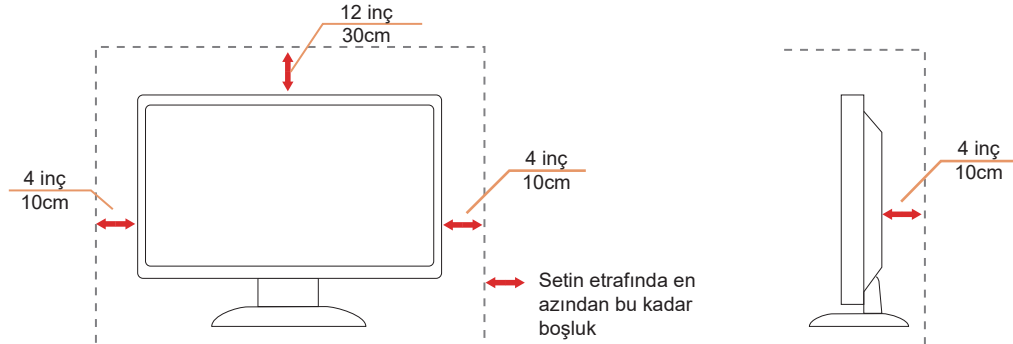 12 inç
30cm
4 inç
10cm
4 inç
10cm
Setin etrafında en
azından bu kadar
boşluk
4 inç
10cm